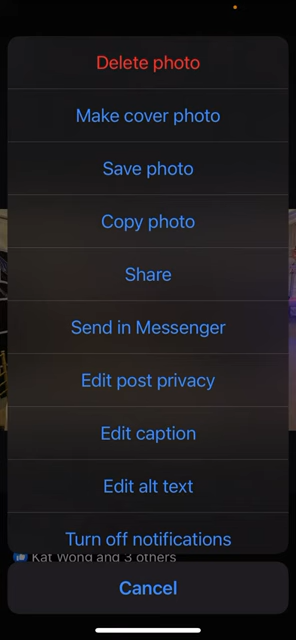 Delete photo
Make cover photo
Save photo
Copy photo
Share
Send in Messenger
Edit post privacy
Edit caption
Edit alt text
Turn off notifications
Kat Wong and 3 others
Cancel